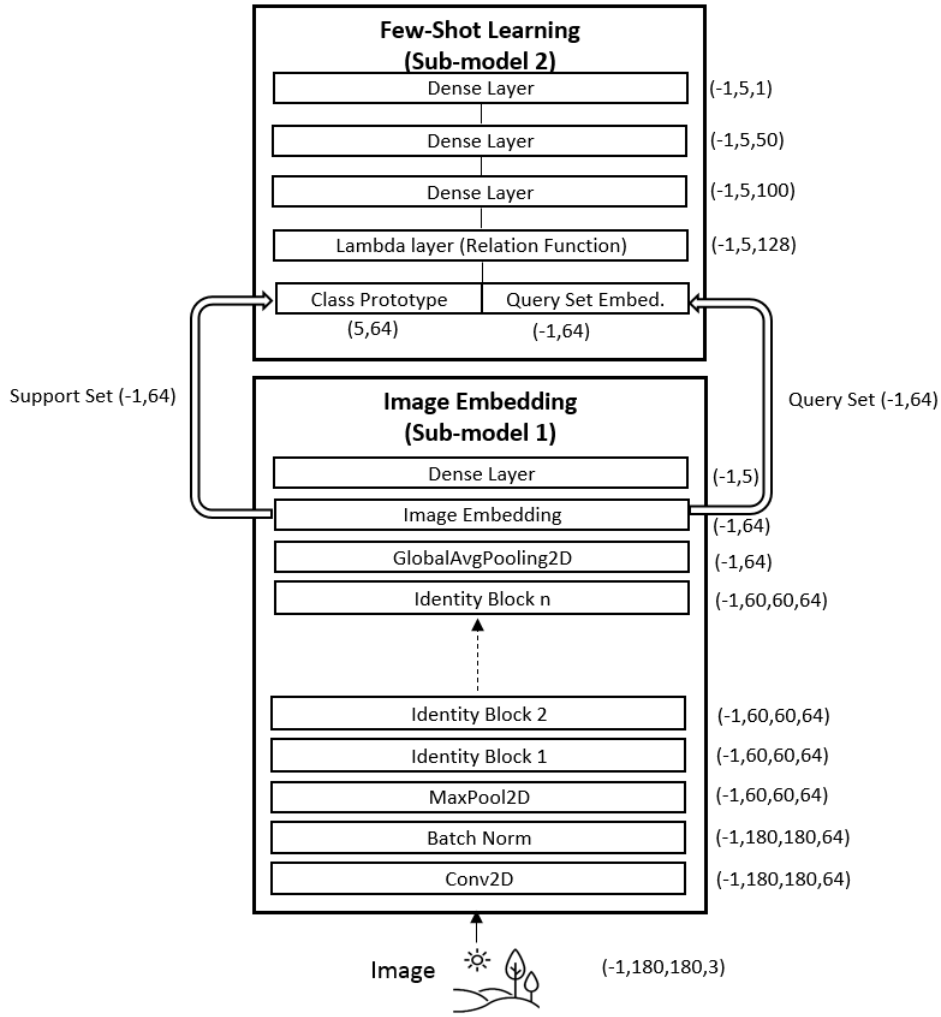 Few-Shot Learning
(Sub-model 2)
Dense Layer (-1,5,1)
Dense Layer (-1,5,50)
Dense Layer (-1,5,100)
Lambda layer (Relation Function) (-1,5,128)
Class Prototype Query Set Embed.
(5,64) (-1,64)
Support Set (-1,64)
Query Set (-1,64)
Image Embedding
(Sub-model 1)
Dense Layer (-1,5)
Image Embedding (-1,64)
GlobalAvgPooling2D (-1,64)
Identity Block n (-1,60,60,64)
Identity Block 2 (-1,60,60,64)
Identity Block 1 (-1,60,60,64)
MaxPool2D (-1,60,60,64)
Batch Norm (-1,180,180,64)
Conv2D (-1,180,180,64)
Image (-1,180,180,3)